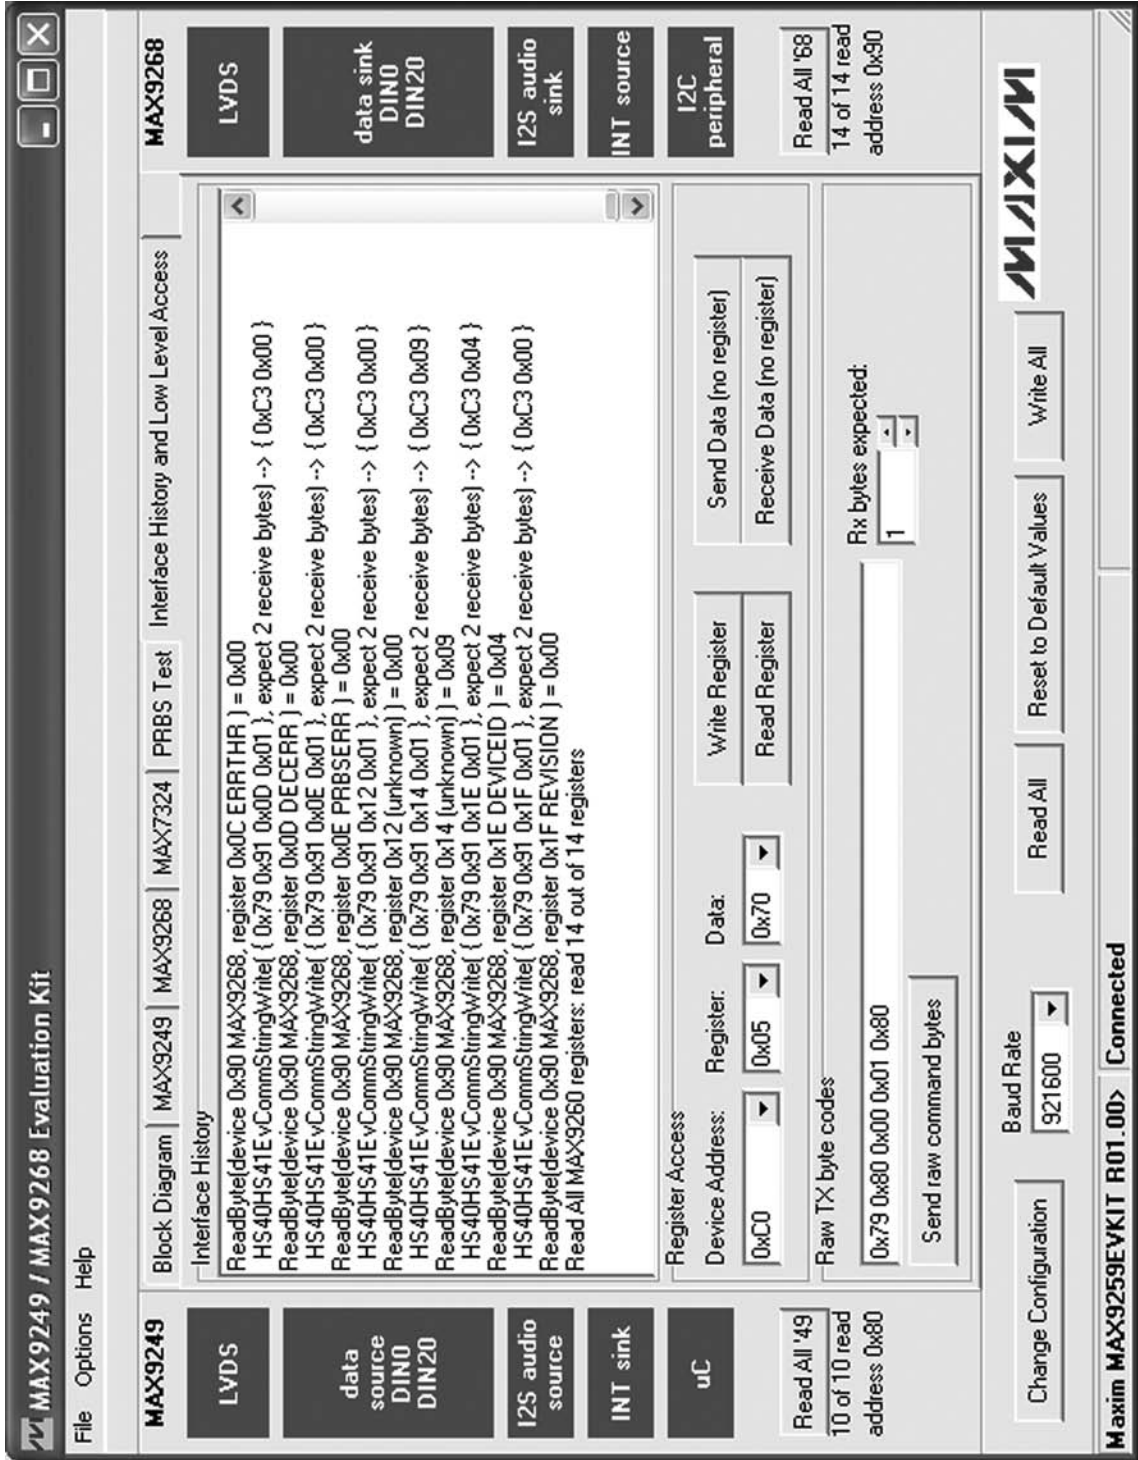 MAX9249 / MAX9268 Evaluation Kit
File Options Help
MAX9249
LVDS
data
source
DIN0
DIN20
I2S audio
source
INT sink
uC
Read All '49
10 of 10 read
address 0x80
Block Diagram MAX9249 MAX9268 MAX7324 PRBS Test Interface History and Low Level Access
Interface History
ReadByte(device 0x90 MAX9268, register 0x0C ERRTHR ) = 0x00
HS40HS41EvCommStringWrite( { 0x79 0x91 0x0D 0x01 }, expect 2 receive bytes) --> { 0xC3 0x00 }
ReadByte(device 0x90 MAX9268, register 0x0D DECERR ) = 0x00
HS40HS41EvCommStringWrite( { 0x79 0x91 0x0E 0x01 }, expect 2 receive bytes) --> { 0xC3 0x00 }
ReadByte(device 0x90 MAX9268, register 0x0E PRBSERR ) = 0x00
HS40HS41EvCommStringWrite( { 0x79 0x91 0x12 0x01 }, expect 2 receive bytes) --> { 0xC3 0x00 }
ReadByte(device 0x90 MAX9268, register 0x12 (unknown) ) = 0x00
HS40HS41EvCommStringWrite( { 0x79 0x91 0x14 0x01 }, expect 2 receive bytes) --> { 0xC3 0x09 }
ReadByte(device 0x90 MAX9268, register 0x14 (unknown) ) = 0x09
HS40HS41EvCommStringWrite( { 0x79 0x91 0x1E 0x01 }, expect 2 receive bytes) --> { 0xC3 0x04 }
ReadByte(device 0x90 MAX9268, register 0x1E DEVICEID ) = 0x04
HS40HS41EvCommStringWrite( { 0x79 0x91 0x1F 0x01 }, expect 2 receive bytes) --> { 0xC3 0x00 }
ReadByte(device 0x90 MAX9268, register 0x1F REVISION ) = 0x00
Read All MAX9260 registers: read 14 out of 14 registers
Register Access
Device Address: Register: Data:
0xC0 0x05 0x70
Write Register
Read Register
Send Data (no register)
Receive Data (no register)
Raw TX byte codes
0x79 0x80 0x00 0x01 0x80
Rx bytes expected:
1
Send raw command bytes
MAX9268
LVDS
data sink
DIN0
DIN20
I2S audio
sink
INT source
I2C
peripheral
Read All '68
14 of 14 read
address 0x90
Change Configuration
Baud Rate
921600
Read All
Reset to Default Values
Write All
MAXIM
Maxim MAX9259EVKIT R01.00> Connected